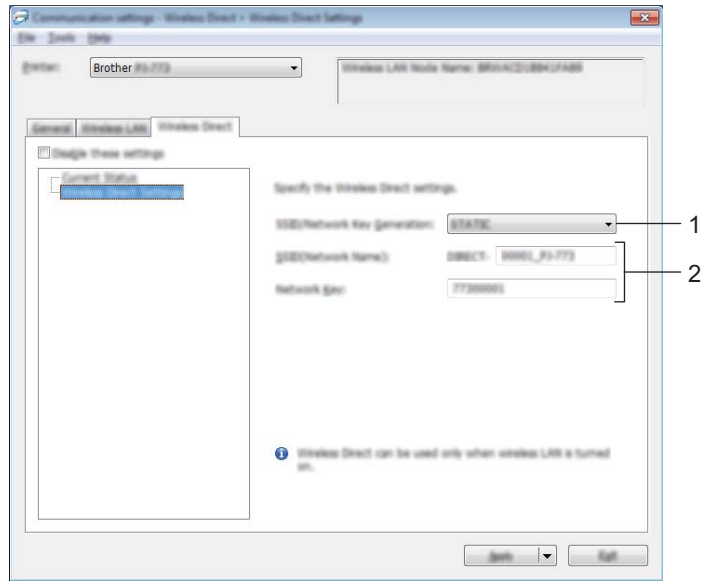 Communication settings - Wireless Direct > Wireless Direct Settings
File Tools Help
Printer: Brother PJ-773
Wireless LAN Node Name:
General Wireless LAN Wireless Direct
Disable these settings
Current Status
Wireless Direct Settings
Specify the Wireless Direct settings.
SSID/Network Key Generation: STATIC 1
SSID(Network Name): DIRECT- 00001_PJ-773
2
Network Key: 77300001
Wireless Direct can be used only when wireless LAN is turned
on.
Apply Exit